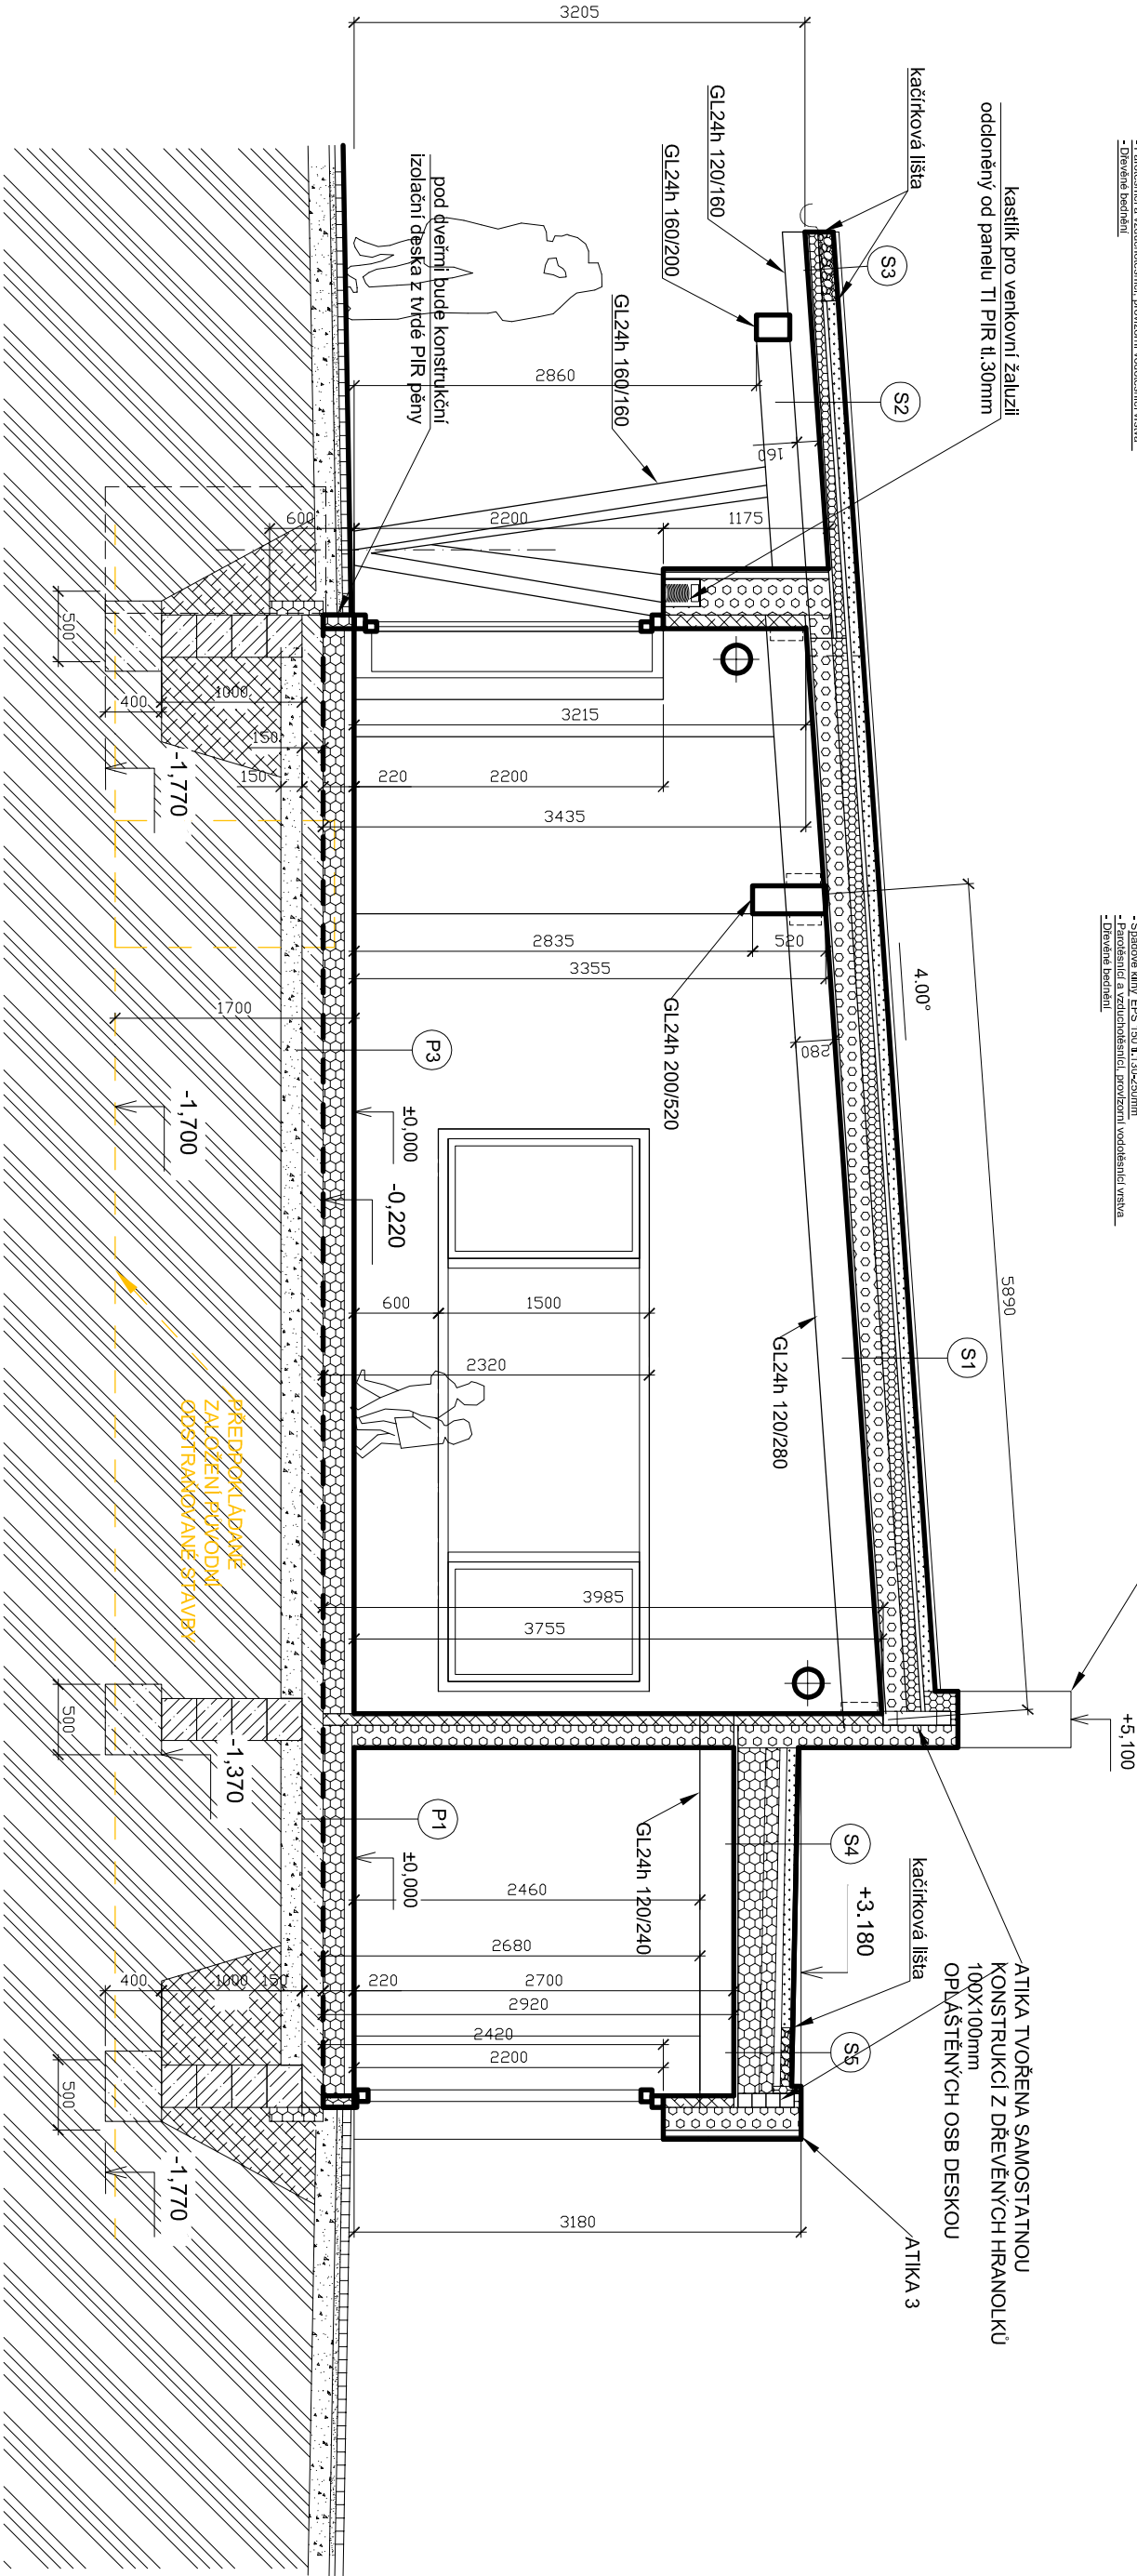 - Dřevěné bednění
- Parotěsnící a vzduchotěsnící, provizorní vodotěsnící vrstva
- Dřevěné bednění
kastlík pro venkovní žaluzii
odcloněný od panelu TI PIR tl.30mm
kačírková lišta
GL24h 120/160
GL24h 160/200
GL24h 160/160
pod dveřmi bude konstrukční
izolační deska z tvrdé PIR pěny
S3
S2
3205
2860
160
600
2200
1175
500
400
1000
150
150
-1,770
3215
220
2200
3435
2835
520
3355
280
GL24h 200/520
4.00°
5890
1700
P3
-1,700
±0,000
-0,220
600
1500
2320
S1
GL24h 120/280
PŘEDPOKLÁDANÉ
ZALOŽENÍ PŮVODNÍ
ODSTRAŇOVANÉ STAVBY
3985
3755
+5,100
500
-1,370
P1
±0,000
S4
GL24h 120/240
+3.180
kačírková lišta
ATIKA TVOŘENA SAMOSTATNOU
KONSTRUKCÍ Z DŘEVĚNÝCH HRANOLKŮ
100X100mm
OPLÁŠTĚNÝCH OSB DESKOU
2460
2680
220
2700
2920
2420
2200
400
1000
150
S5
500
-1,770
3180
ATIKA 3